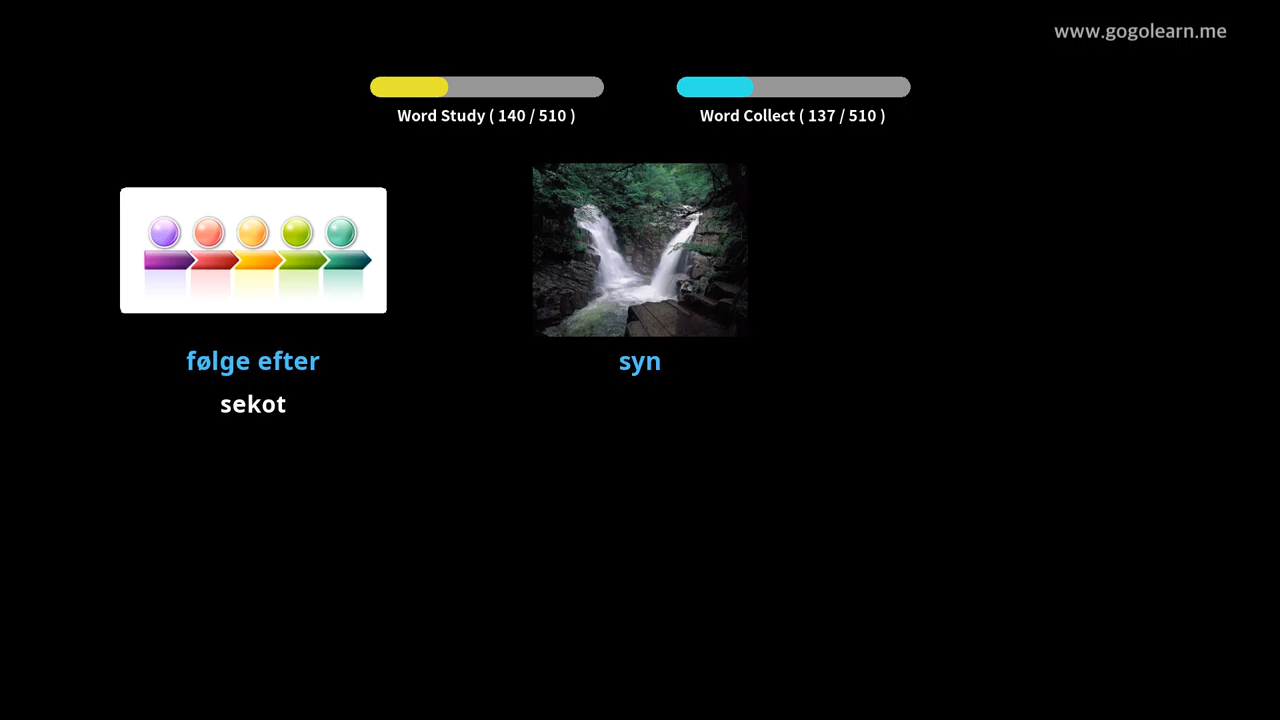 www.gogolearn.me
Word Study ( 140 / 510 )
Word Collect ( 137 / 510 )
følge efter
sekot
syn